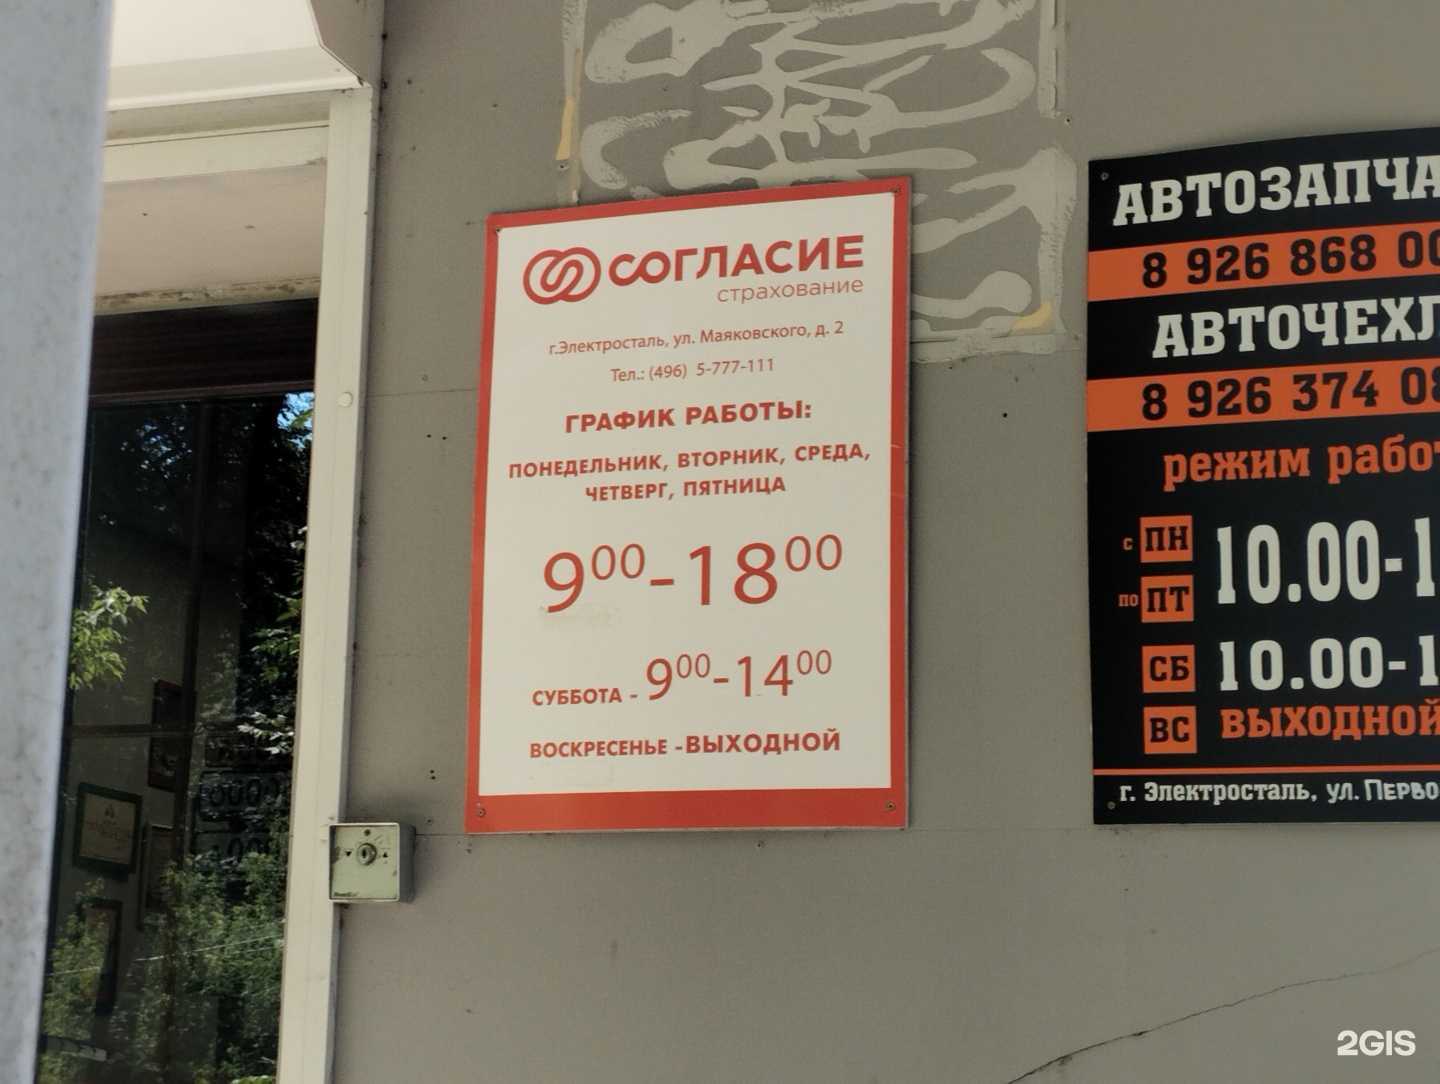 СОГЛАСИЕ
страхование
г.Электросталь, ул. Маяковского, д. 2
Тел.: (496) 5-777-111
ГРАФИК РАБОТЫ:
ПОНЕДЕЛЬНИК, ВТОРНИК, СРЕДА,
ЧЕТВЕРГ, ПЯТНИЦА
9⁰⁰-18⁰⁰
СУББОТА - 9⁰⁰-14⁰⁰
ВОСКРЕСЕНЬЕ -ВЫХОДНОЙ
АВТОЗАПЧА
8 926 868 0
АВТОЧЕХЛ
8 926 374 0
режим рабо
с ПН
по ПТ
10.00-1
СБ 10.00-1
ВС ВЫХОДНОЙ
г. Электросталь, ул. Перво
2GIS